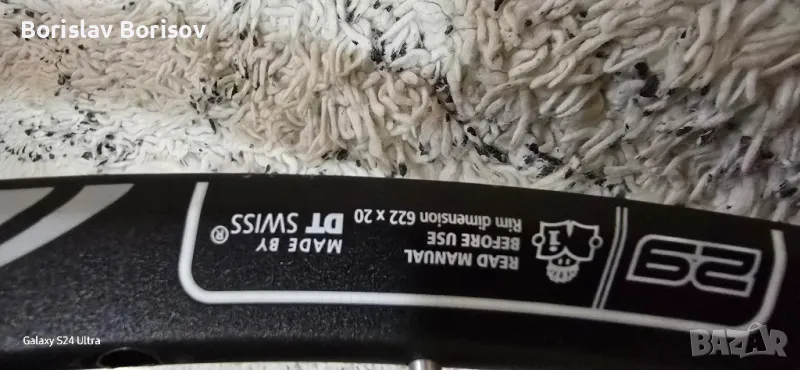 Borislav Borisov
29
READ MANUAL
BEFORE USE
Rim dimension 622 x 20
MADE BY
DT SWISS®
Galaxy S24 Ultra
BAZAR